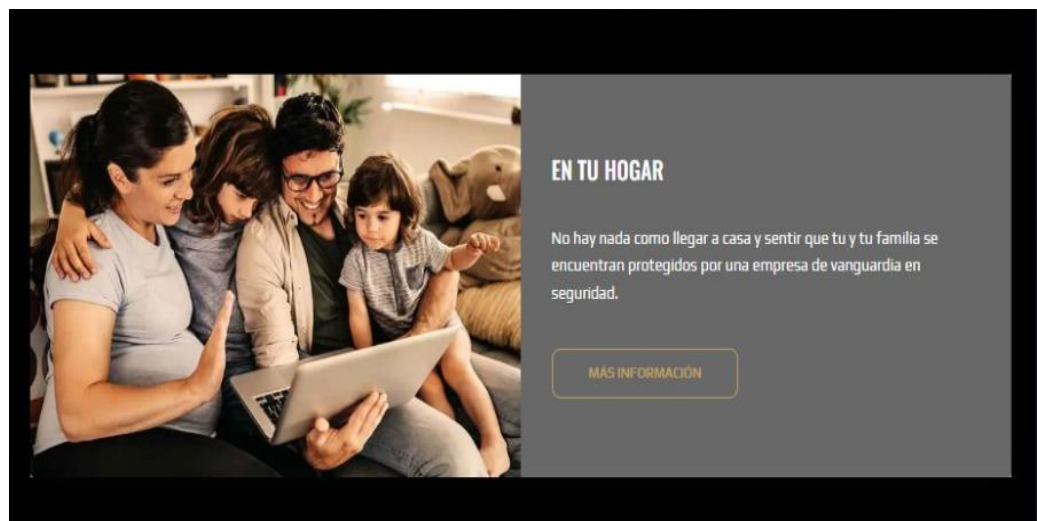 EN TU HOGAR
No hay nada como llegar a casa y sentir que tu y tu familia se
encuentran protegidos por una empresa de vanguardia en
seguridad.
MÁS INFORMACIÓN